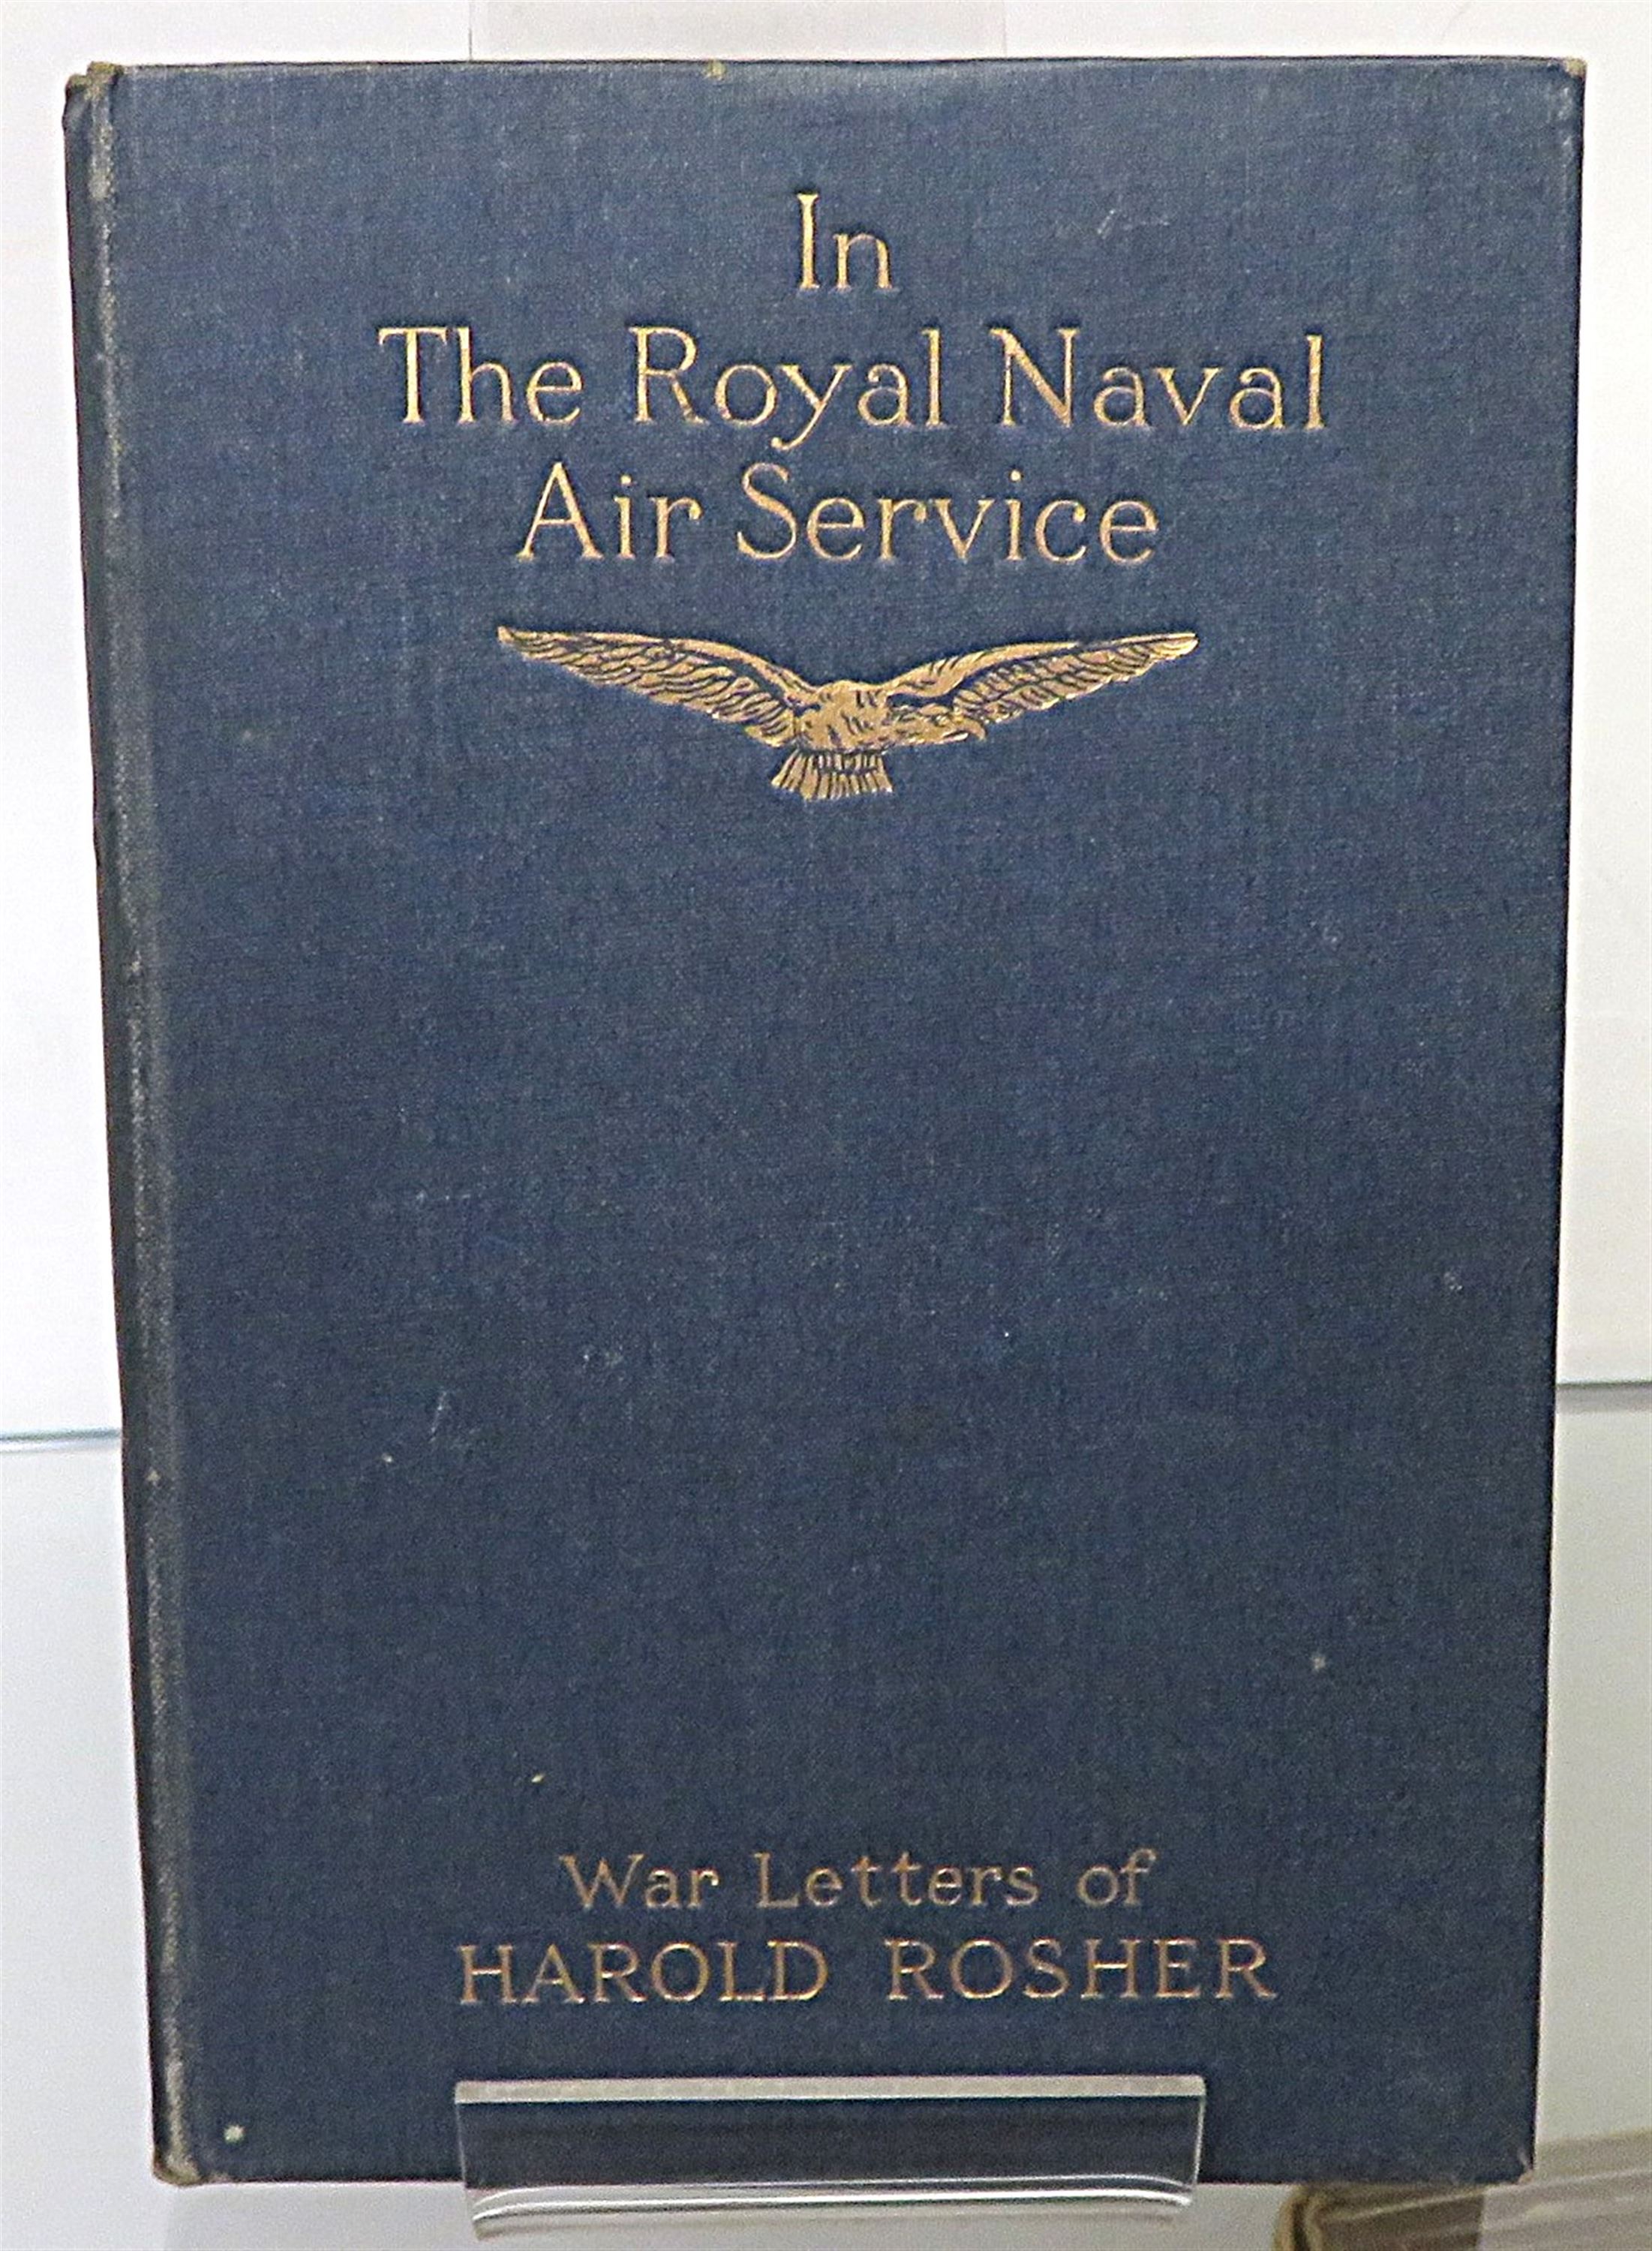 In
The Royal Naval
Air Service
War Letters of
HAROLD ROSHER